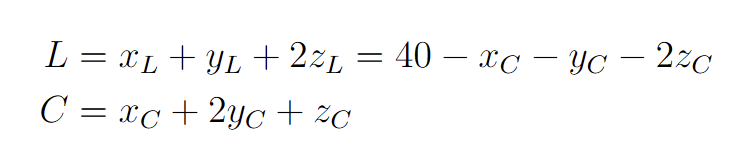 L = x_L + y_L + 2z_L = 40 − x_C − y_C − 2z_C
C = x_C + 2y_C + z_C